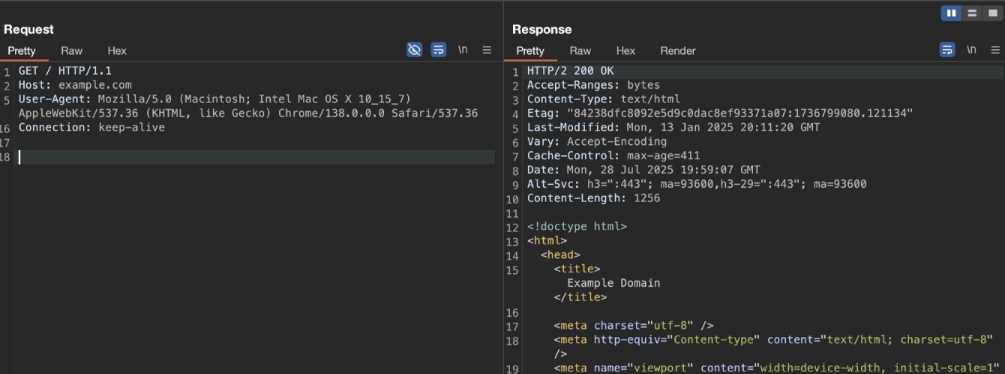 Request
Pretty Raw Hex \n
1 GET / HTTP/1.1
2 Host: example.com
5 User-Agent: Mozilla/5.0 (Macintosh; Intel Mac OS X 10_15_7)
AppleWebKit/537.36 (KHTML, like Gecko) Chrome/138.0.0.0 Safari/537.36
16 Connection: keep-alive
17
18
Response
Pretty Raw Hex Render \n
1 HTTP/2 200 OK
2 Accept-Ranges: bytes
3 Content-Type: text/html
4 Etag: "84238dfc8092e5d9c0dac8ef93371a07:1736799080.121134"
5 Last-Modified: Mon, 13 Jan 2025 20:11:20 GMT
6 Vary: Accept-Encoding
7 Cache-Control: max-age=411
8 Date: Mon, 28 Jul 2025 19:59:07 GMT
9 Alt-Svc: h3=":443"; ma=93600,h3-29=":443"; ma=93600
10 Content-Length: 1256
11
12 <!doctype html>
13 <html>
14 <head>
15 <title>
Example Domain
</title>
16
17 <meta charset="utf-8" />
18 <meta http-equiv="Content-type" content="text/html; charset=utf-8"
/>
19 <meta name="viewport" content="width=device-width, initial-scale=1"